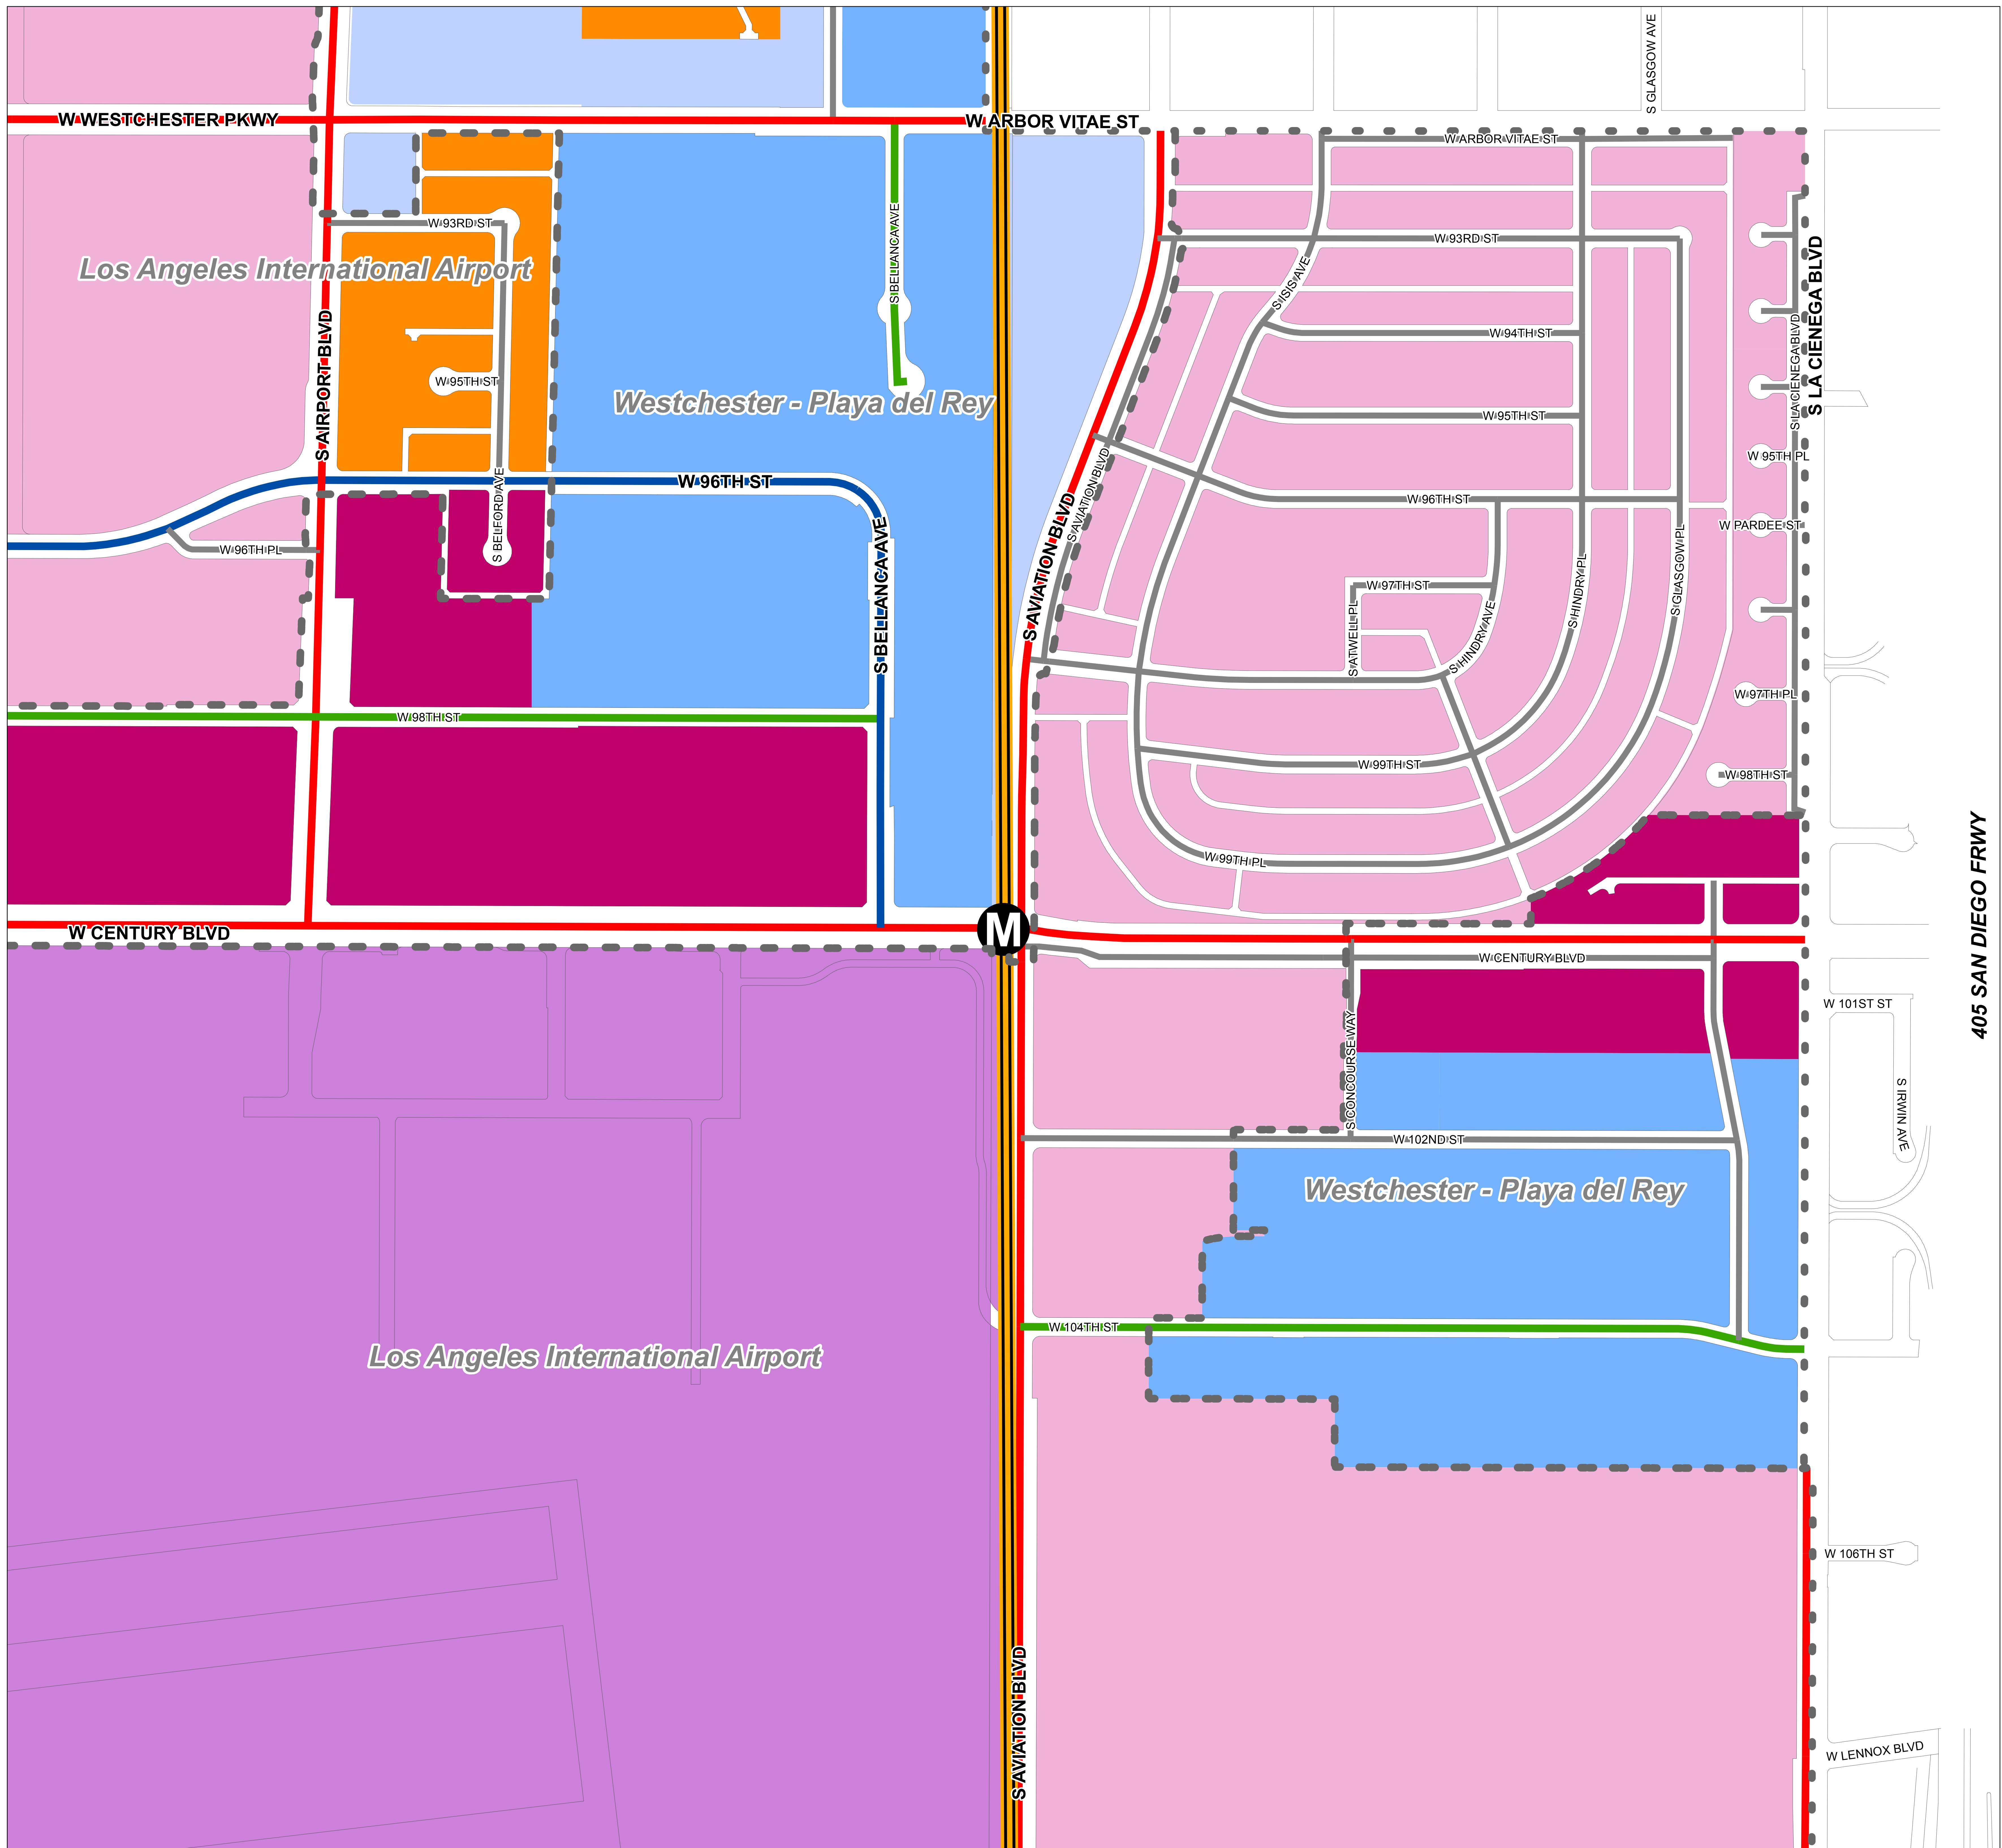 S GLASGOW AVE
W WESTCHESTER PKWY
W ARBOR VITAE ST
W ARBOR VITAE ST
W 93RD ST
S BELLANCA AVE
W 93RD ST
Los Angeles International Airport
S ISIS AVE
S LA CIENEGA BLVD
S LA CIENEGA BLVD
S AIRPORT BLVD
W 94TH ST
W 95TH ST
Westchester - Playa del Rey
W 95TH ST
W 95TH PL
S AVIATION BLVD
W 96TH ST
S BELFORD AVE
W 96TH ST
W PARDEE ST
S BELLANCA AVE
S AVIATION BLVD
W 96TH PL
S HINDRY PL
S GLASGOW PL
W 97TH ST
S ATWELL PL
S HINDRY AVE
W 97TH PL
W 98TH ST
W 99TH ST
W 98TH ST
W 99TH PL
405 SAN DIEGO FRWY
W CENTURY BLVD
M
W CENTURY BLVD
W 101ST ST
S CONCOURSE WAY
S IRWIN AVE
W 102ND ST
Westchester - Playa del Rey
W 104TH ST
Los Angeles International Airport
W 106TH ST
S AVIATION BLVD
W LENNOX BLVD